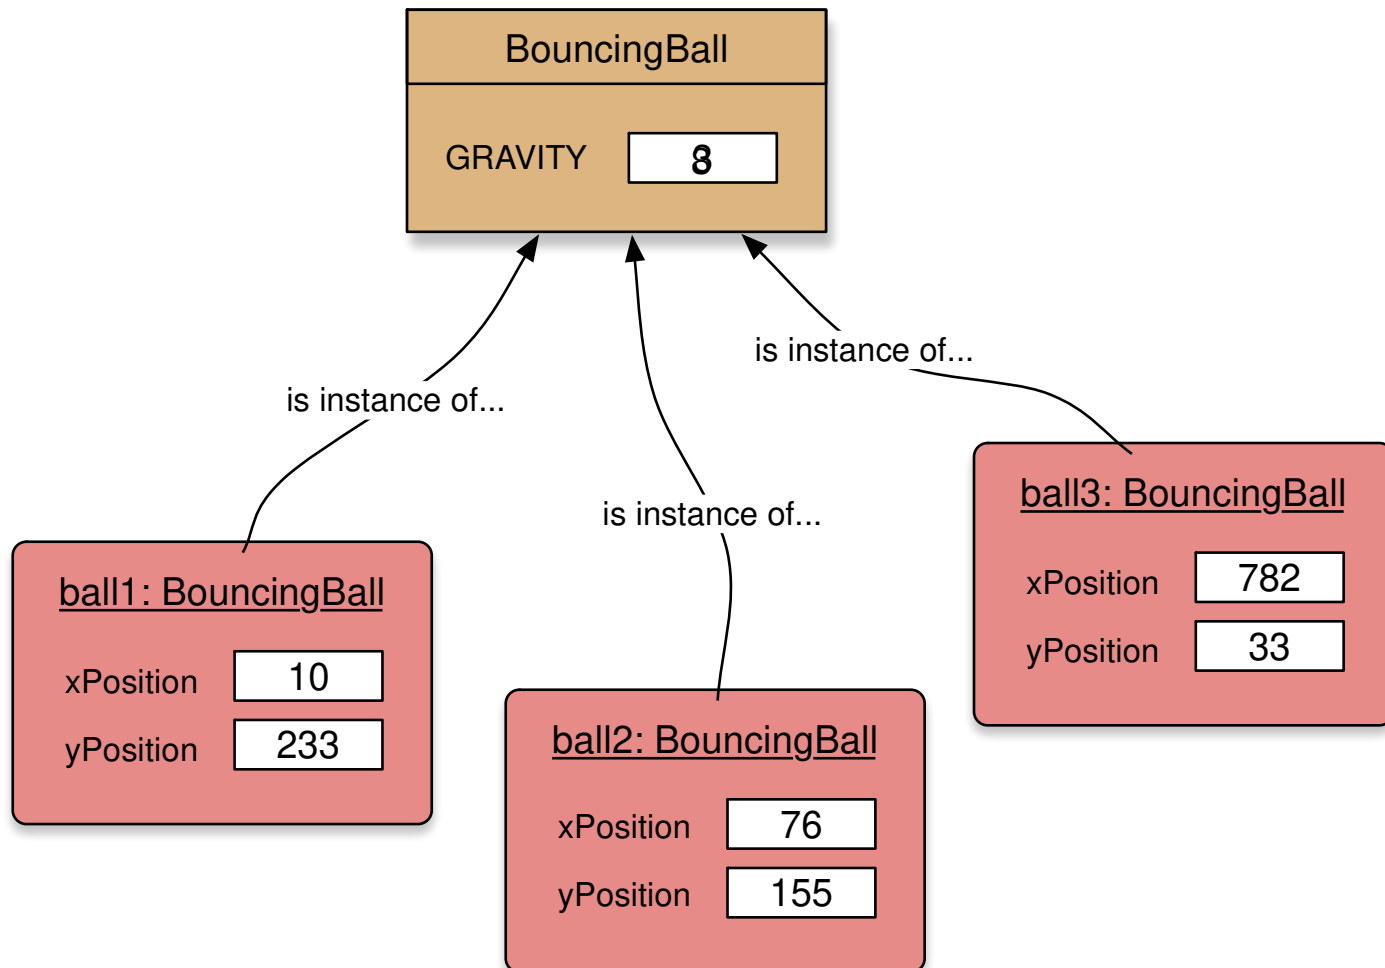 BouncingBall
GRAVITY
is instance of...
is instance of...
is instance of...
ball1: BouncingBall
xPosition 10
yPosition 233
ball2: BouncingBall
xPosition 76
yPosition 155
ball3: BouncingBall
xPosition 782
yPosition 33